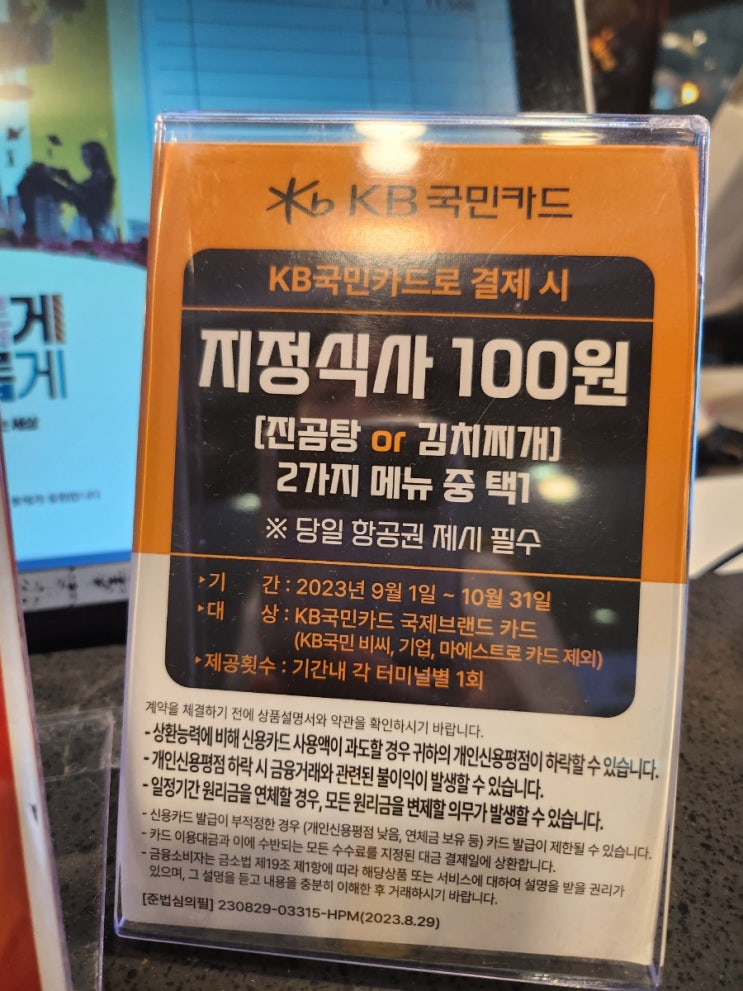 Kb KB국민카드
KB국민카드로 결제 시
지정식사 100원
[진곰탕 or 김치찌개]
2가지 메뉴 중 택1
※ 당일 항공권 제시 필수
▸기 간 : 2023년 9월 1일 ~ 10월 31일
▸대 상 : KB국민카드 국제브랜드 카드
(KB국민 비씨, 기업, 마에스트로 카드 제외)
▸제공횟수 : 기간내 각 터미널별 1회
계약을 체결하기 전에 상품설명서와 약관을 확인하시기 바랍니다.
- 상환능력에 비해 신용카드 사용액이 과도할 경우 귀하의 개인신용평점이 하락할 수 있습니다.
- 개인신용평점 하락 시 금융거래와 관련된 불이익이 발생할 수 있습니다.
- 일정기간 원리금을 연체할 경우, 모든 원리금을 변제할 의무가 발생할 수 있습니다.
- 신용카드 발급이 부적정한 경우 (개인신용평점 낮음, 연체금 보유 등) 카드 발급이 제한될 수 있습니다.
- 카드 이용대금과 이에 수반되는 모든 수수료를 지정된 대금 결제일에 상환합니다.
- 금융소비자는 금소법 제19조 제1항에 따라 해당상품 또는 서비스에 대하여 설명을 받을 권리가
있으며, 그 설명을 듣고 내용을 충분히 이해한 후 거래하시기 바랍니다.
[준법심의필] 230829-03315-HPM(2023.8.29)
게
게